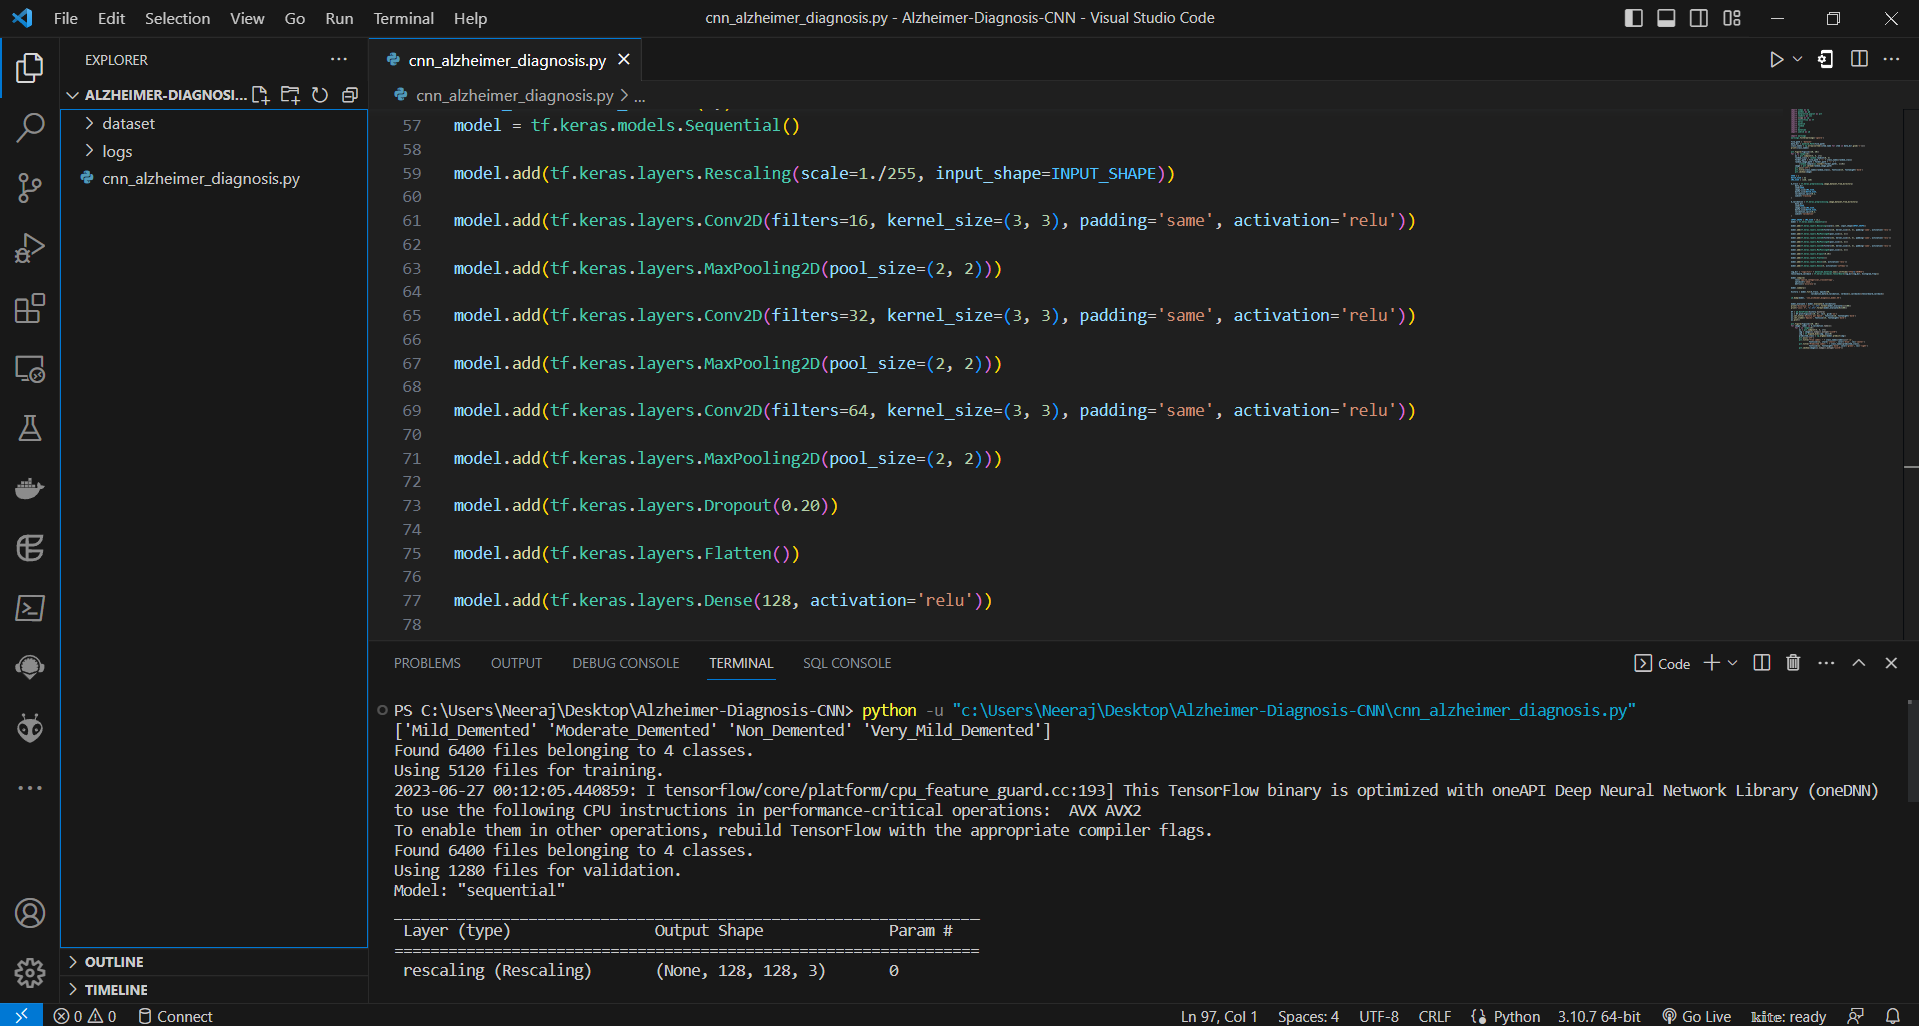 File Edit Selection View Go Run Terminal Help
cnn_alzheimer_diagnosis.py - Alzheimer-Diagnosis-CNN - Visual Studio Code
EXPLORER
ALZHEIMER-DIAGNOSI...
dataset
logs
cnn_alzheimer_diagnosis.py
OUTLINE
TIMELINE
cnn_alzheimer_diagnosis.py
cnn_alzheimer_diagnosis.py > ...
57 model = tf.keras.models.Sequential()
58
59 model.add(tf.keras.layers.Rescaling(scale=1./255, input_shape=INPUT_SHAPE))
60
61 model.add(tf.keras.layers.Conv2D(filters=16, kernel_size=(3, 3), padding='same', activation='relu'))
62
63 model.add(tf.keras.layers.MaxPooling2D(pool_size=(2, 2)))
64
65 model.add(tf.keras.layers.Conv2D(filters=32, kernel_size=(3, 3), padding='same', activation='relu'))
66
67 model.add(tf.keras.layers.MaxPooling2D(pool_size=(2, 2)))
68
69 model.add(tf.keras.layers.Conv2D(filters=64, kernel_size=(3, 3), padding='same', activation='relu'))
70
71 model.add(tf.keras.layers.MaxPooling2D(pool_size=(2, 2)))
72
73 model.add(tf.keras.layers.Dropout(0.20))
74
75 model.add(tf.keras.layers.Flatten())
76
77 model.add(tf.keras.layers.Dense(128, activation='relu'))
78
PROBLEMS OUTPUT DEBUG CONSOLE TERMINAL SQL CONSOLE
Code
PS C:\Users\Neeraj\Desktop\Alzheimer-Diagnosis-CNN> python -u "c:\Users\Neeraj\Desktop\Alzheimer-Diagnosis-CNN\cnn_alzheimer_diagnosis.py"
['Mild_Demented' 'Moderate_Demented' 'Non_Demented' 'Very_Mild_Demented']
Found 6400 files belonging to 4 classes.
Using 5120 files for training.
2023-06-27 00:12:05.440859: I tensorflow/core/platform/cpu_feature_guard.cc:193] This TensorFlow binary is optimized with oneAPI Deep Neural Network Library (oneDNN)
to use the following CPU instructions in performance-critical operations:  AVX AVX2
To enable them in other operations, rebuild TensorFlow with the appropriate compiler flags.
Found 6400 files belonging to 4 classes.
Using 1280 files for validation.
Model: "sequential"
_________________________________________________________________
Layer (type) Output Shape Param #
=================================================================
rescaling (Rescaling) (None, 128, 128, 3) 0
0 0 Connect
Ln 97, Col 1 Spaces: 4 UTF-8 CRLF Python 3.10.7 64-bit Go Live kite: ready